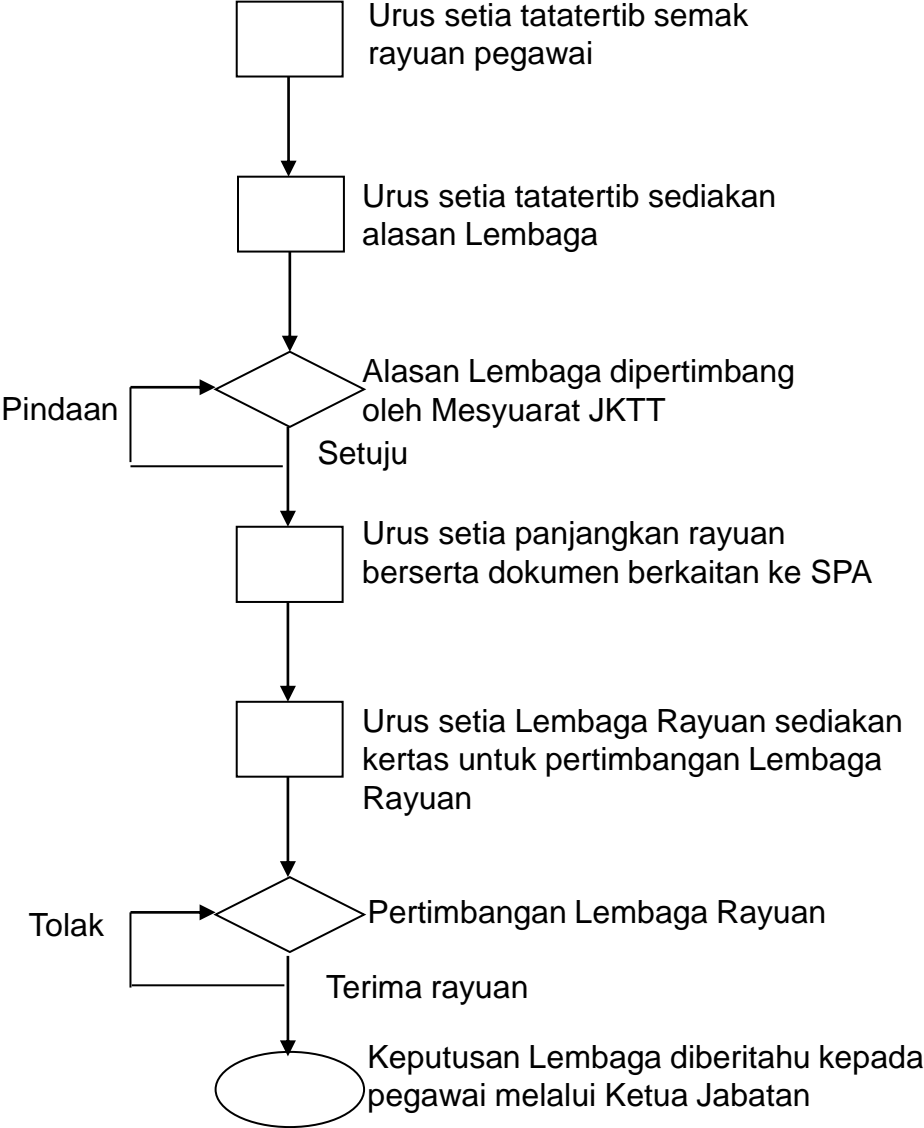 Urus setia tatatertib semak
rayuan pegawai
Urus setia tatatertib sediakan
alasan Lembaga
Alasan Lembaga dipertimbang
oleh Mesyuarat JKTT
Pindaan
Setuju
Urus setia panjangkan rayuan
berserta dokumen berkaitan ke SPA
Urus setia Lembaga Rayuan sediakan
kertas untuk pertimbangan Lembaga
Rayuan
Tolak
Pertimbangan Lembaga Rayuan
Terima rayuan
Keputusan Lembaga diberitahu kepada
pegawai melalui Ketua Jabatan